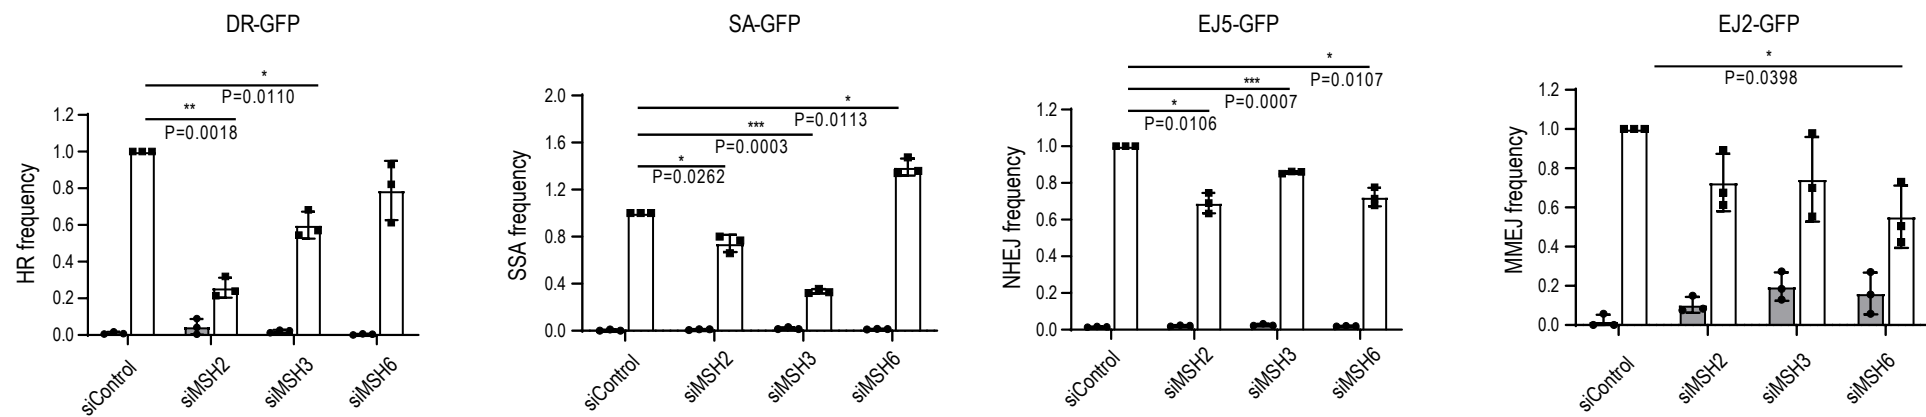 DR-GFP
*
P=0.0110
**
P=0.0018
HR frequency
1.2
1.0
0.8
0.6
0.4
0.2
0.0
siControl
siMSH2
siMSH3
siMSH6
SA-GFP
*
P=0.0113
***
P=0.0003
*
P=0.0262
SSA frequency
2.0
1.6
1.2
0.8
0.4
0.0
siControl
siMSH2
siMSH3
siMSH6
EJ5-GFP
*
P=0.0107
***
P=0.0007
*
P=0.0106
NHEJ frequency
1.2
1.0
0.8
0.6
0.4
0.2
0.0
siControl
siMSH2
siMSH3
siMSH6
EJ2-GFP
*
P=0.0398
MMEJ frequency
1.2
1.0
0.8
0.6
0.4
0.2
0.0
siControl
siMSH2
siMSH3
siMSH6